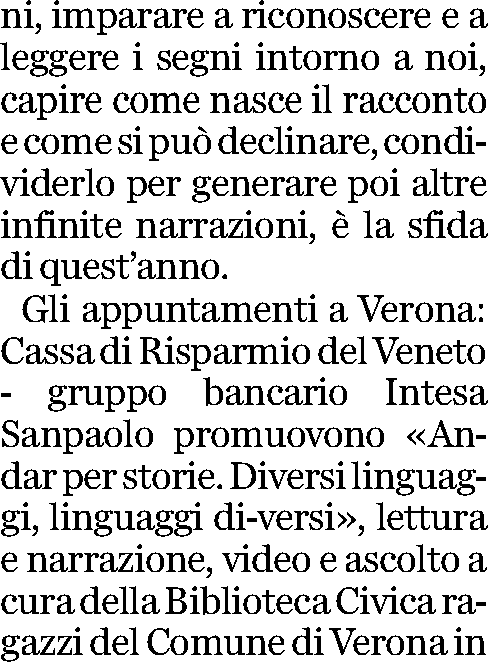 ni, imparare a riconoscere e a
leggere i segni intorno a noi,
capire come nasce il racconto
e come si può declinare, condi-
viderlo per generare poi altre
infinite narrazioni, è la sfida
di quest’anno.
Gli appuntamenti a Verona:
Cassa di Risparmio del Veneto
- gruppo bancario Intesa
Sanpaolo promuovono «An-
dar per storie. Diversi linguag-
gi, linguaggi di-versi», lettura
e narrazione, video e ascolto a
cura della Biblioteca Civica ra-
gazzi del Comune di Verona in